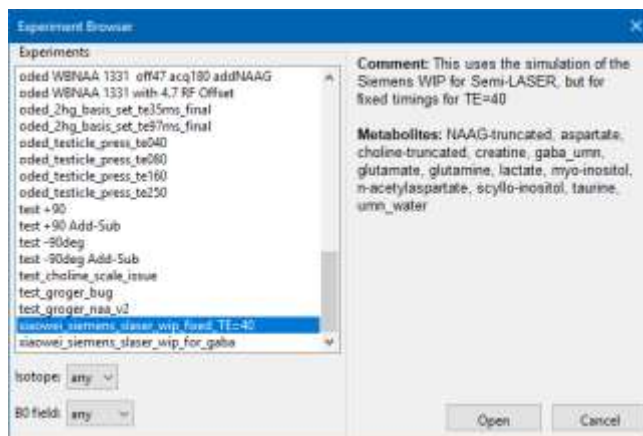 Experiment Browser
Experiments
oded WBNAA 1331 off47 acq180 addNAAG
oded WBNAA 1331 with 4.7 RF Offset
oded_2hg_basis_set_te35ms_final
oded_2hg_basis_set_te97ms_final
oded_testicle_press_te040
oded_testicle_press_te080
oded_testicle_press_te160
oded_testicle_press_te250
test +90
test +90 Add-Sub
test -90deg
test -90deg Add-Sub
test_choline_scale_issue
test_groger_bug
test_groger_naa_v2
xiaowei_siemens_slaser_wip_fixed_TE=40
xiaowei_siemens_slaser_wip_for_gaba
Isotope: any
B0 field: any
Comment: This uses the simulation of the
Siemens WIP for Semi-LASER, but for
fixed timings for TE=40
Metabolites: NAAG-truncated, aspartate,
choline-truncated, creatine, gaba_umn,
glutamate, glutamine, lactate, myo-inositol,
n-acetylaspartate, scyllo-inositol, taurine,
umn_water
Open
Cancel